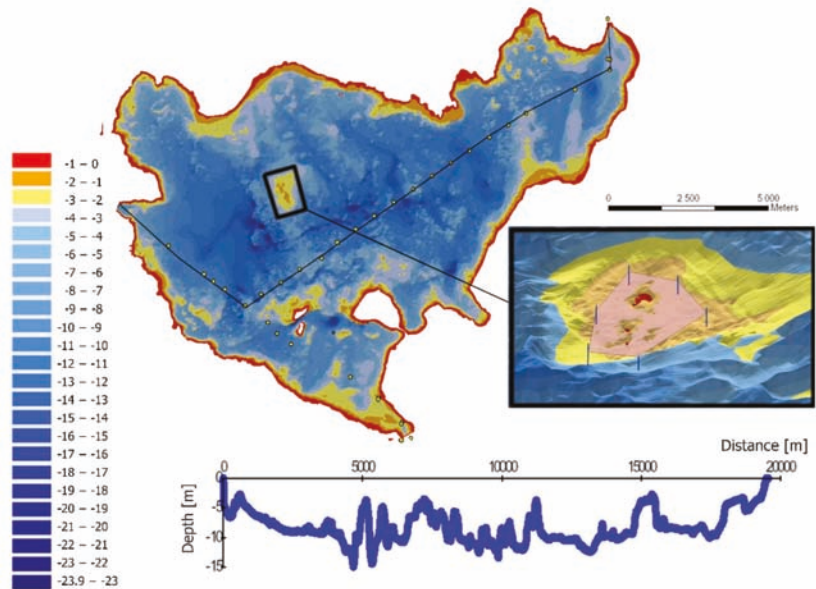 -1 – 0
-2 – -1
-3 – -2
-4 – -3
-5 – -4
-6 – -5
-7 – -6
-8 – -7
-9 – -8
-10 – -9
-11 – -10
-12 – -11
-13 – -12
-14 – -13
-15 – -14
-16 – -15
-17 – -16
-18 – -17
-19 – -18
-20 – -19
-21 – -20
-22 – -21
-23 – -22
-23.9 – -23
0 2 500 5 000
Meters
Distance [m]
0 5000 10000 15000 20000
Depth [m]
0
-5
-10
-15